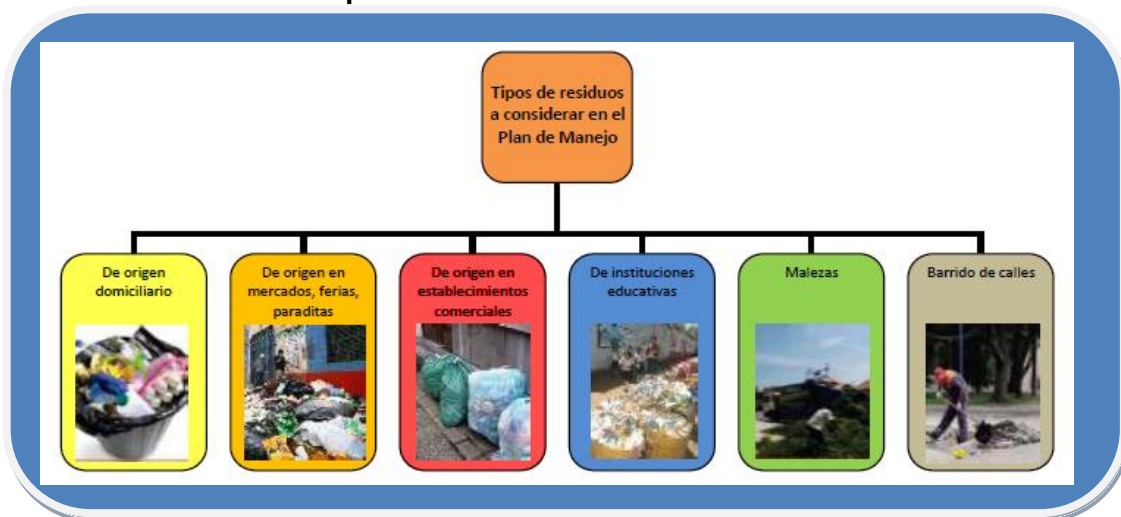 Tipos de residuos
a considerar en el
Plan de Manejo
De origen
domiciliario
De origen en
mercados, ferias,
paraditas
De origen en
establecimientos
comerciales
De instituciones
educativas
Malezas
Barrido de calles